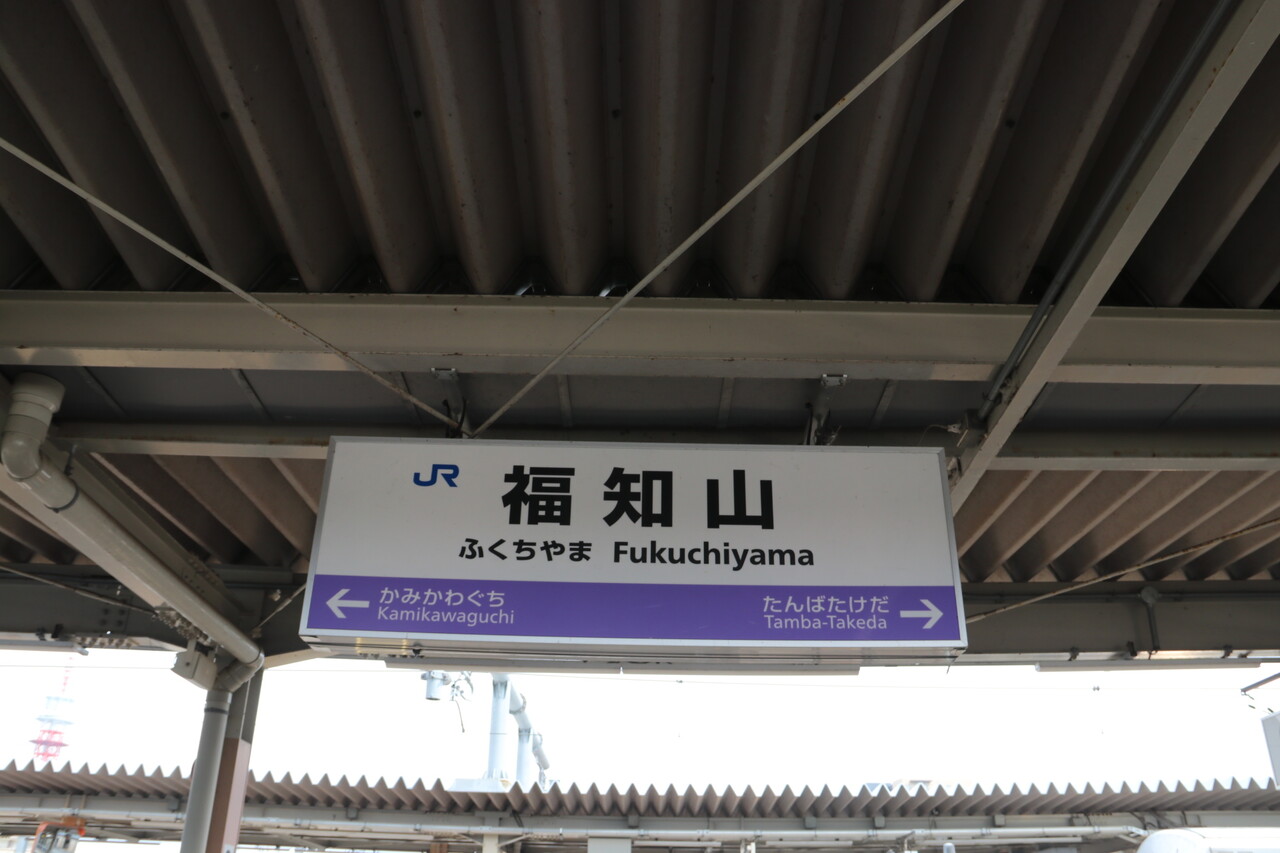 JR 福知山
ふくちやま Fukuchiyama
← かみかわぐち
Kamikawaguchi
たんばたけだ →
Tamba-Takeda